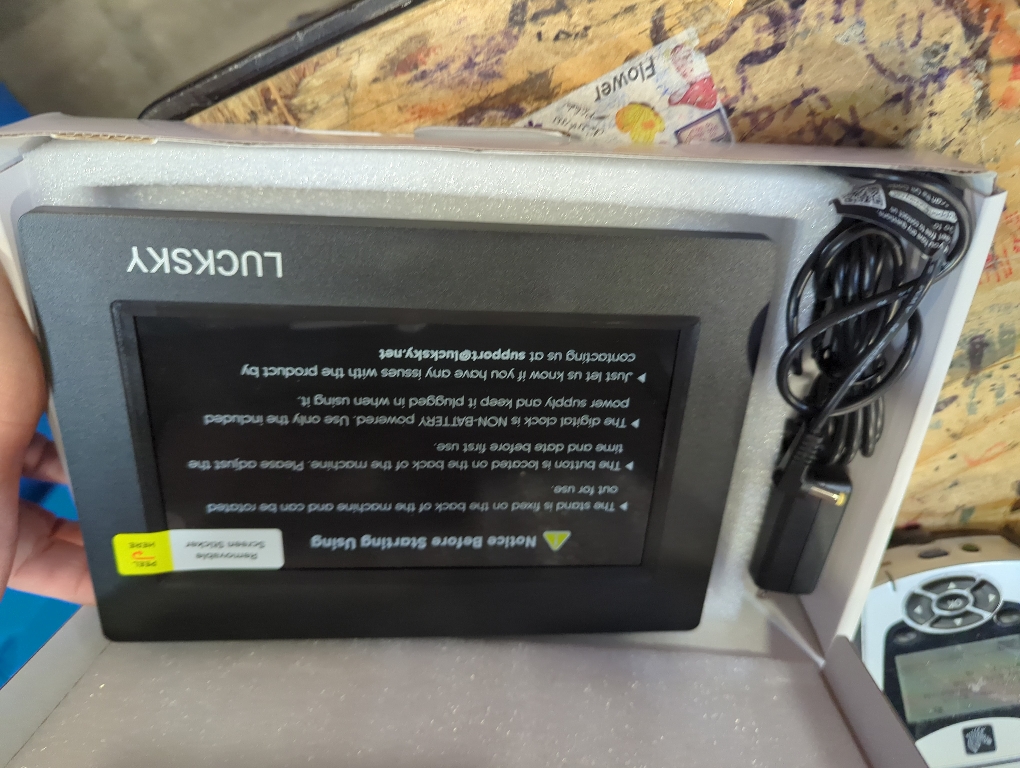 LUCKSKY
Notice Before Starting Using
▶ The stand is fixed on the back of the machine and can be rotated
out for use.
▶ The button is located on the back of the machine. Please adjust the
time and date before first use.
▶ The digital clock is NON-BATTERY powered. Use only the included
power supply and keep it plugged in when using it.
▶ Just let us know if you have any issues with the product by
contacting us at support@lucksky.net
Removable
Screen Sticker
PEEL
HERE
Flower
OK